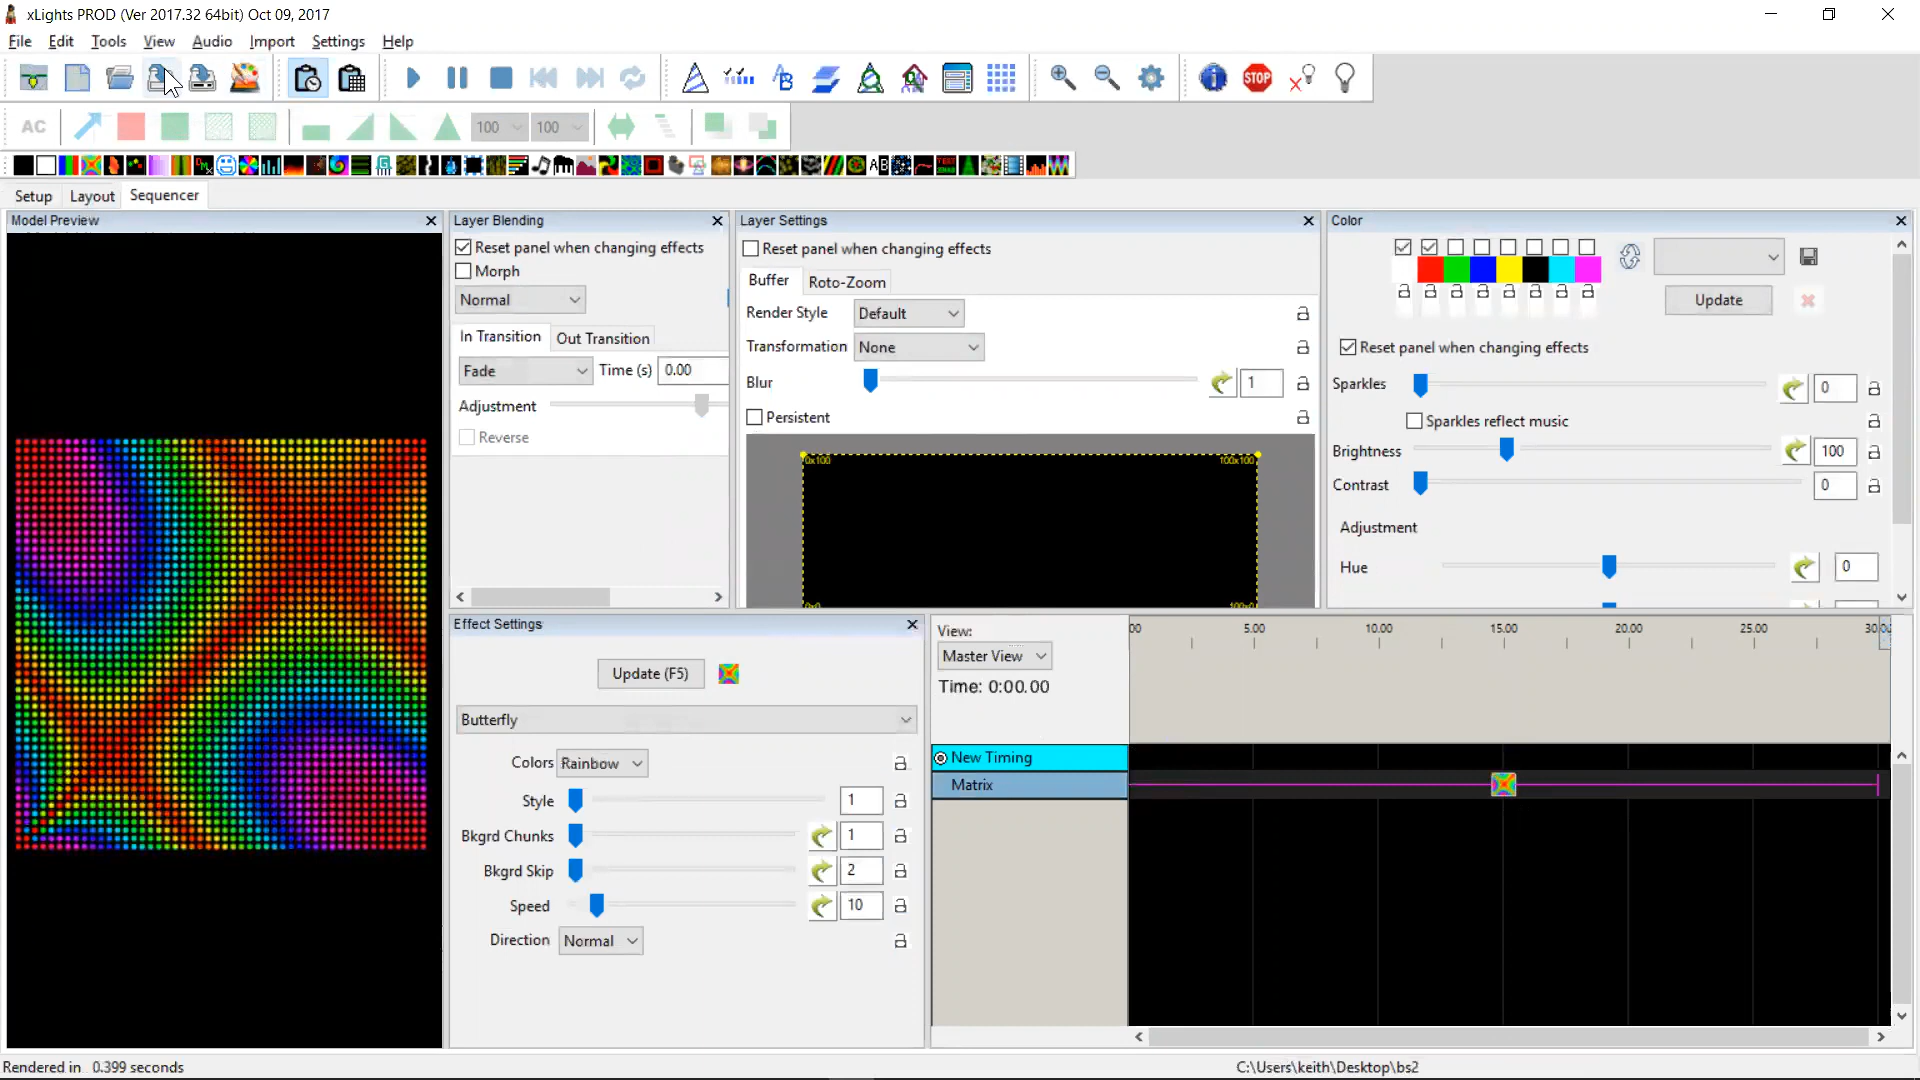 xLights PROD (Ver 2017.32 64bit) Oct 09, 2017
File Edit Tools View Audio Import Settings Help
AC 100 100
Setup Layout Sequencer
Model Preview
Layer Blending
Reset panel when changing effects
Morph
Normal
In Transition Out Transition
Fade Time (s) 0.00
Adjustment
Reverse
Layer Settings
Reset panel when changing effects
Buffer Roto-Zoom
Render Style Default
Transformation None
Blur 1
Persistent
0x100 100x100
0x0 100x0
Color
Update
Reset panel when changing effects
Sparkles 0
Sparkles reflect music
Brightness 100
Contrast 0
Adjustment
Hue 0
Effect Settings
Update (F5)
Butterfly
Colors Rainbow
Style 1
Bkgrd Chunks 1
Bkgrd Skip 2
Speed 10
Direction Normal
View:
Master View
Time: 0:00.00
00 5.00 10.00 15.00 20.00 25.00
New Timing
Matrix
Rendered in 0.399 seconds
C:\Users\keith\Desktop\bs2